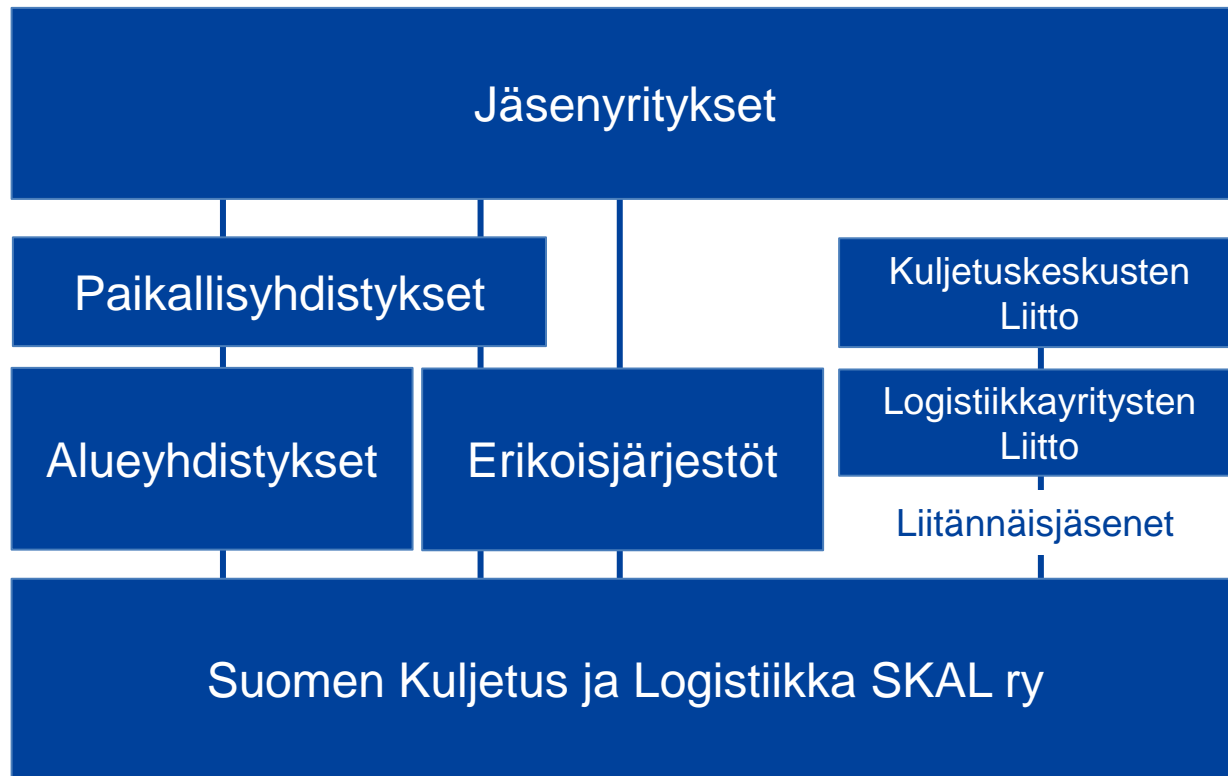 Jäsenyritykset
Paikallisyhdistykset
Kuljetuskeskusten
Liitto
Alueyhdistykset
Erikoisjärjestöt
Logistiikkayritysten
Liitto
Liitännäisjäsenet
Suomen Kuljetus ja Logistiikka SKAL ry